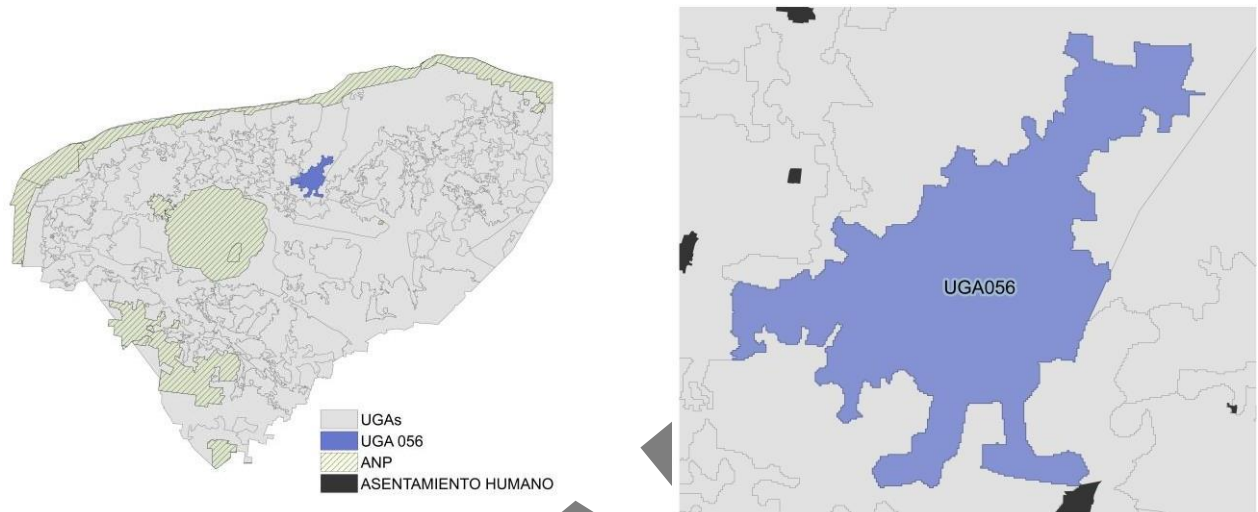 UGAs
UGA 056
ANP
ASENTAMIENTO HUMANO
UGA056